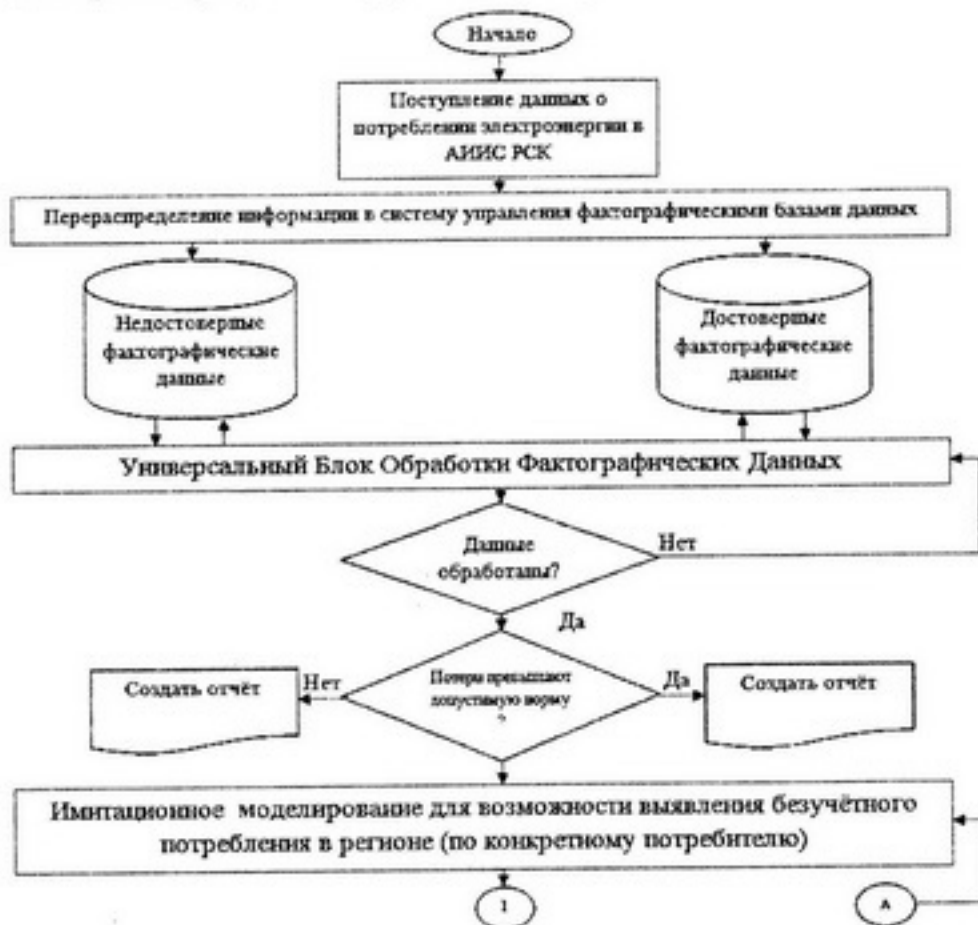 Начало
Поступление данных о
потреблении электроэнергии в
АИИС РСК
Перераспределение информации в систему управления фактографическими базами данных
Недостоверные
фактографические
данные
Достоверные
фактографические
данные
Универсальный Блок Обработки Фактографических Данных
Данные
обработаны?
Нет
Да
Создать отчёт
Нет
Потери превышают
допустимую норму
?
Да
Создать отчёт
Имитационное моделирование для возможности выявления безучётного
потребления в регионе (по конкретному потребителю)
1
А